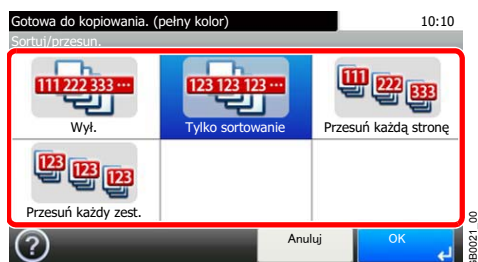 Gotowa do kopiowania. (pełny kolor) 10:10
Sortuj/przesun.
111 222 333 ··· 123 123 123 ··· 111 222 333
Wył. Tylko sortowanie Przesuń każdą stronę
123 123 123
Przesuń każdy zest.
? Anuluj OK
GB0021_00